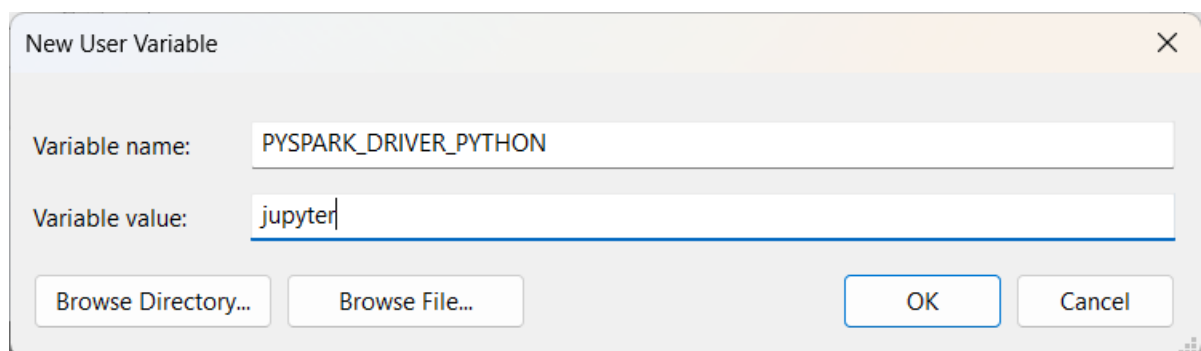 New User Variable
Variable name: PYSPARK_DRIVER_PYTHON
Variable value: jupyter
Browse Directory... Browse File... OK Cancel